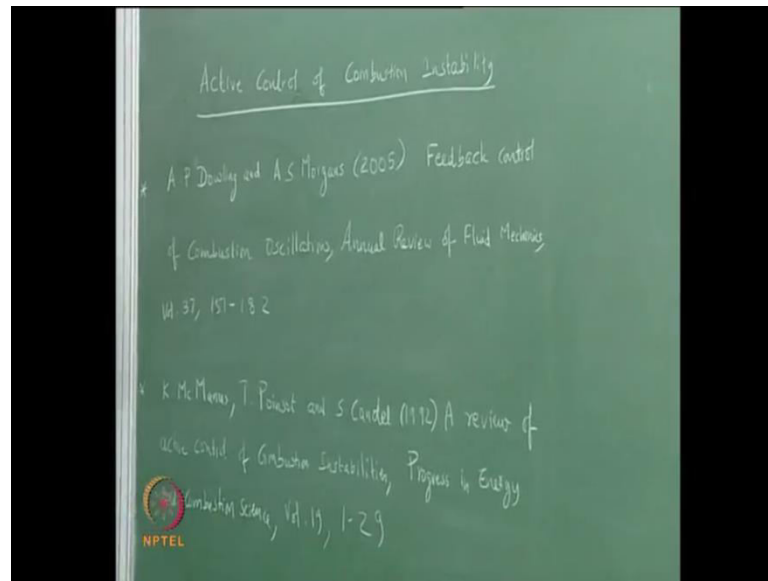 Active Control of Combustion Instability
* A P Dowling and A S Morgans (2005) Feedback control
of Combustion Oscillations, Annual Review of Fluid Mechanics,
Vol. 37, 151-182
* K. McManus, T. Poinsot and S Candel (1992) A review of
active control of Combustion Instabilities, Progress in Energy
Combustion Science, Vol. 19, 1-29
NPTEL